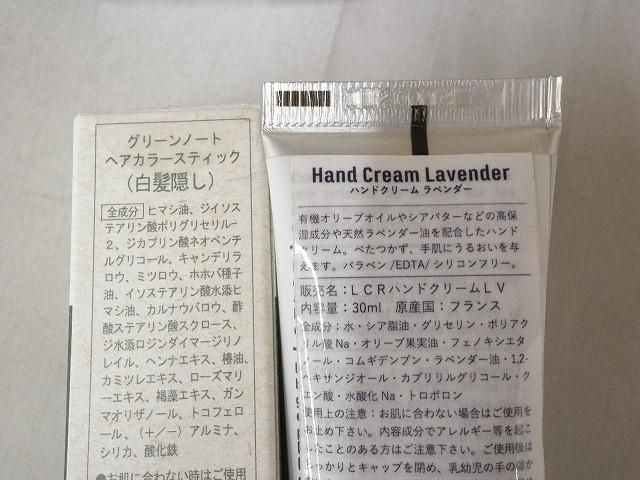 グリーンノート
ヘアカラースティック
（白髪隠し）
全成分 ヒマシ油、ジイソス
テアリン酸ポリグリセリル-
2、ジカプリン酸ネオペンチ
ルグリコール、キャンデリラ
ロウ、ミツロウ、ホホバ種子
油、イソステアリン酸水添ヒ
マシ油、カルナウバロウ、酢
酸ステアリン酸スクロース、
ジ水添ロジンダイマージリノ
レイル、ヘンナエキス、椿油、
カミツレエキス、ローズマリ
ーエキス、褐藻エキス、ガン
マオリザノール、トコフェロ
ール、（＋/－）アルミナ、
シリカ、酸化鉄
●お肌に合わない時はご使用
Hand Cream Lavender
ハンドクリーム ラベンダー
有機オリーブオイルやシアバターなどの高保
湿成分や天然ラベンダー油を配合したハンド
クリーム。べたつかず、手肌にうるおいを与
えます。パラベン/EDTA/シリコンフリー。
販売名：LCRハンドクリームLV
内容量：30ml 原産国：フランス
全成分：水・シア脂油・グリセリン・ポリアク
リル酸Na・オリーブ果実油・フェノキシエタ
ノール・コムギデンプン・ラベンダー油・1,2-
ヘキサンジオール・カプリリルグリコール・ク
エン酸・水酸化Na・トロポロン
使用上の注意：お肌に合わない場合はご使用を
お止め下さい。内容成分でアレルギー等を起こ
したことのある方はご注意下さい。ご使用後は
しっかりとキャップを閉め、乳幼児の手の届か